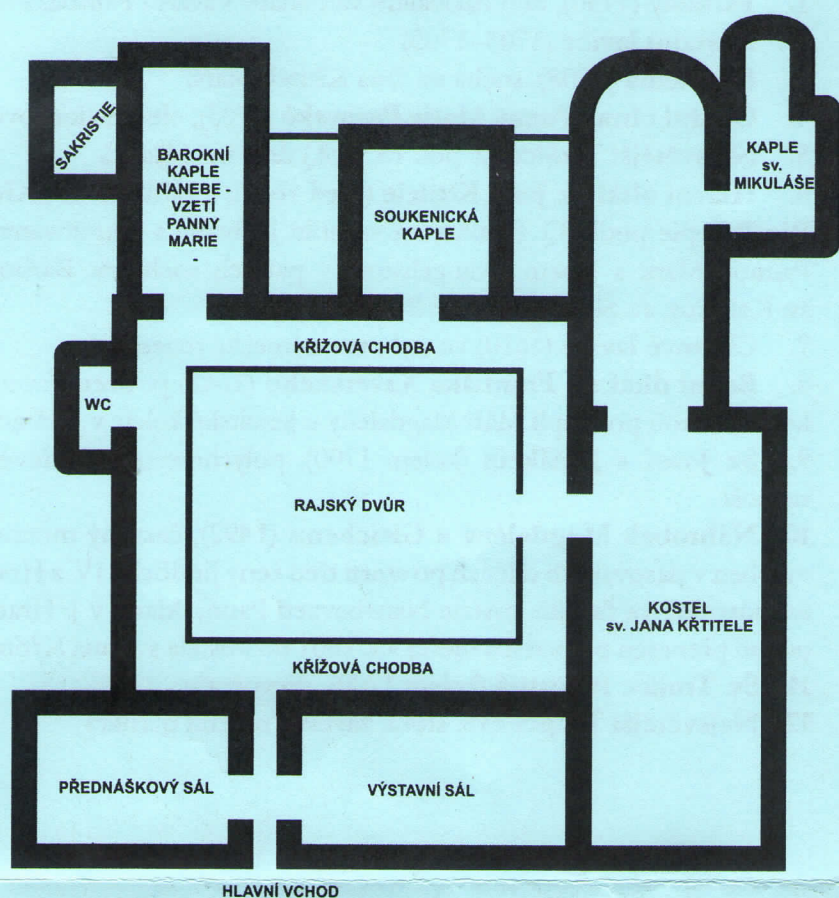 SAKRISTIE
BAROKNÍ
KAPLE
NANEBE -
VZETÍ
PANNY
MARIE
-
SOUKENICKÁ
KAPLE
KAPLE
sv.
MIKULÁŠE
KŘÍŽOVÁ CHODBA
WC
RAJSKÝ DVŮR
KOSTEL
sv. JANA KŘTITELE
KŘÍŽOVÁ CHODBA
PŘEDNÁŠKOVÝ SÁL
VÝSTAVNÍ SÁL
HLAVNÍ VCHOD